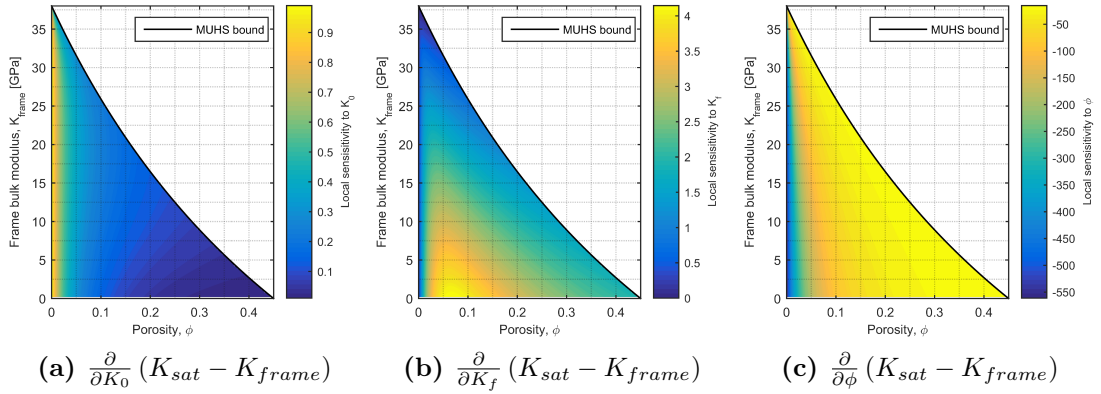 MUHS bound
Frame bulk modulus, K_frame [GPa]
35
30
25
20
15
10
5
0
0 0.1 0.2 0.3 0.4
Porosity, ϕ
0.9
0.8
0.7
0.6
0.5
0.4
0.3
0.2
0.1
Local sensisitivity to K_0
(a) ∂/∂K_0 (K_sat − K_frame)
MUHS bound
Frame bulk modulus, K_frame [GPa]
35
30
25
20
15
10
5
0
0 0.1 0.2 0.3 0.4
Porosity, ϕ
4
3.5
3
2.5
2
1.5
1
0.5
0
Local sensisitivity to K_f
(b) ∂/∂K_f (K_sat − K_frame)
MUHS bound
Frame bulk modulus, K_frame [GPa]
35
30
25
20
15
10
5
0
0 0.1 0.2 0.3 0.4
Porosity, ϕ
-50
-100
-150
-200
-250
-300
-350
-400
-450
-500
-550
Local sensisitivity to ϕ
(c) ∂/∂ϕ (K_sat − K_frame)